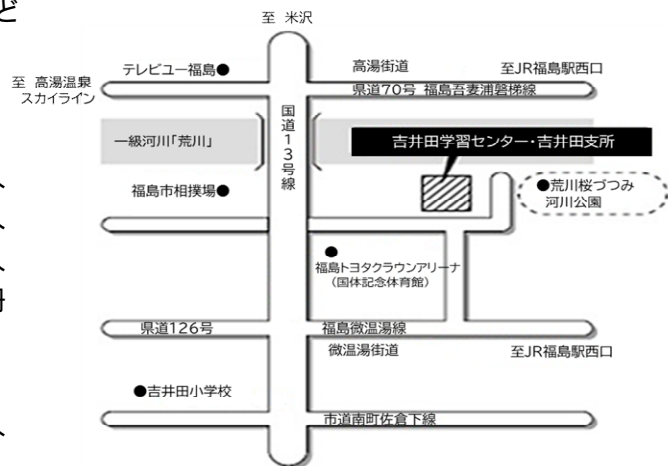 ど
至 米沢
テレビユー福島●
高湯街道
至JR福島駅西口
至 高湯温泉
スカイライン
県道70号 福島吾妻浦磐梯線
国道13号線
一級河川「荒川」
吉井田学習センター・吉井田支所
福島市相撲場●
●荒川桜づつみ
河川公園
●
福島トヨタクラウンアリーナ
(国体記念体育館)
県道126号
福島微温湯線
微温湯街道
至JR福島駅西口
●吉井田小学校
市道南町佐倉下線